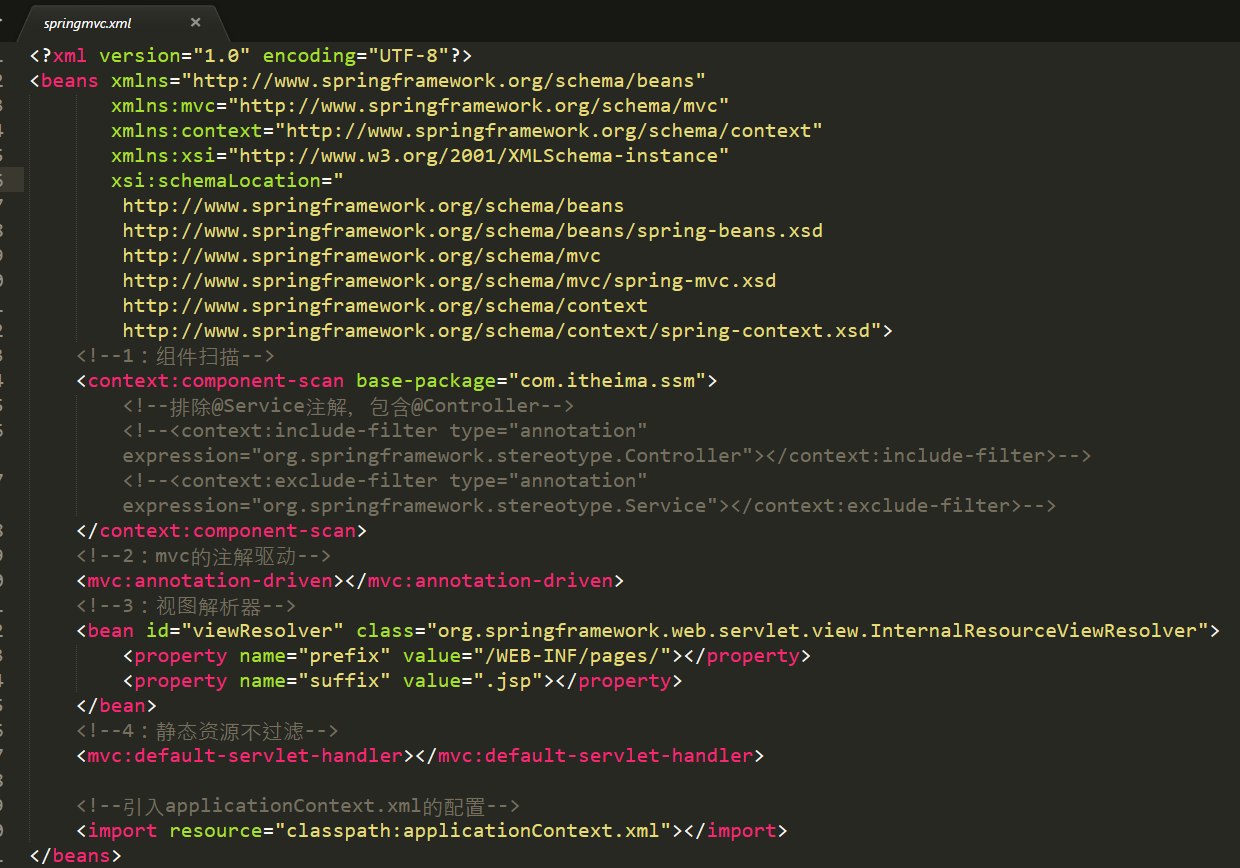 springmvc.xml ×
<?xml version="1.0" encoding="UTF-8"?>
<beans xmlns="http://www.springframework.org/schema/beans"
xmlns:mvc="http://www.springframework.org/schema/mvc"
xmlns:context="http://www.springframework.org/schema/context"
xmlns:xsi="http://www.w3.org/2001/XMLSchema-instance"
xsi:schemaLocation="
http://www.springframework.org/schema/beans
http://www.springframework.org/schema/beans/spring-beans.xsd
http://www.springframework.org/schema/mvc
http://www.springframework.org/schema/mvc/spring-mvc.xsd
http://www.springframework.org/schema/context
http://www.springframework.org/schema/context/spring-context.xsd">
<!--1：组件扫描-->
<context:component-scan base-package="com.itheima.ssm">
<!--排除@Service注解，包含@Controller-->
<!--<context:include-filter type="annotation"
expression="org.springframework.stereotype.Controller"></context:include-filter>-->
<!--<context:exclude-filter type="annotation"
expression="org.springframework.stereotype.Service"></context:exclude-filter>-->
</context:component-scan>
<!--2：mvc的注解驱动-->
<mvc:annotation-driven></mvc:annotation-driven>
<!--3：视图解析器-->
<bean id="viewResolver" class="org.springframework.web.servlet.view.InternalResourceViewResolver">
<property name="prefix" value="/WEB-INF/pages/"></property>
<property name="suffix" value=".jsp"></property>
</bean>
<!--4：静态资源不过滤-->
<mvc:default-servlet-handler></mvc:default-servlet-handler>
<!--引入applicationContext.xml的配置-->
<import resource="classpath:applicationContext.xml"></import>
</beans>